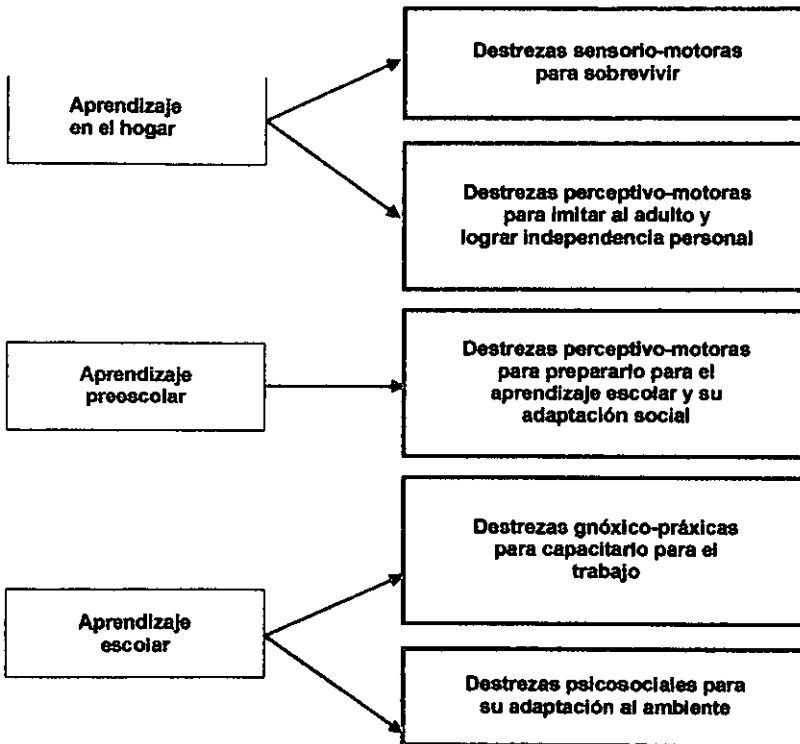 Destrezas sensorio-motoras
para sobrevivir
Aprendizaje
en el hogar
Destrezas perceptivo-motoras
para imitar al adulto y
lograr independencia personal
Destrezas perceptivo-motoras
para prepararlo para el
aprendizaje escolar y su
adaptación social
Aprendizaje
preescolar
Destrezas gnóxico-práxicas
para capacitarlo para el
trabajo
Aprendizaje
escolar
Destrezas psicosociales para
su adaptación al ambiente